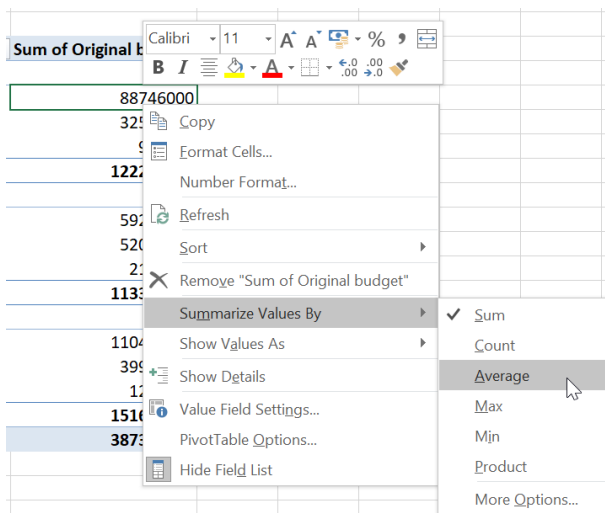 Calibri 11 A A % ,
Sum of Original b
B I A .00 .00
88746000
325
Copy
9
Format Cells...
1222
Number Format...
592
Refresh
520
Sort
21
Remove "Sum of Original budget"
1133
Summarize Values By
Sum
1104
Show Values As
Count
399
Show Details
Average
12
Value Field Settings...
Max
1516
PivotTable Options...
Min
3873
Hide Field List
Product
More Options...